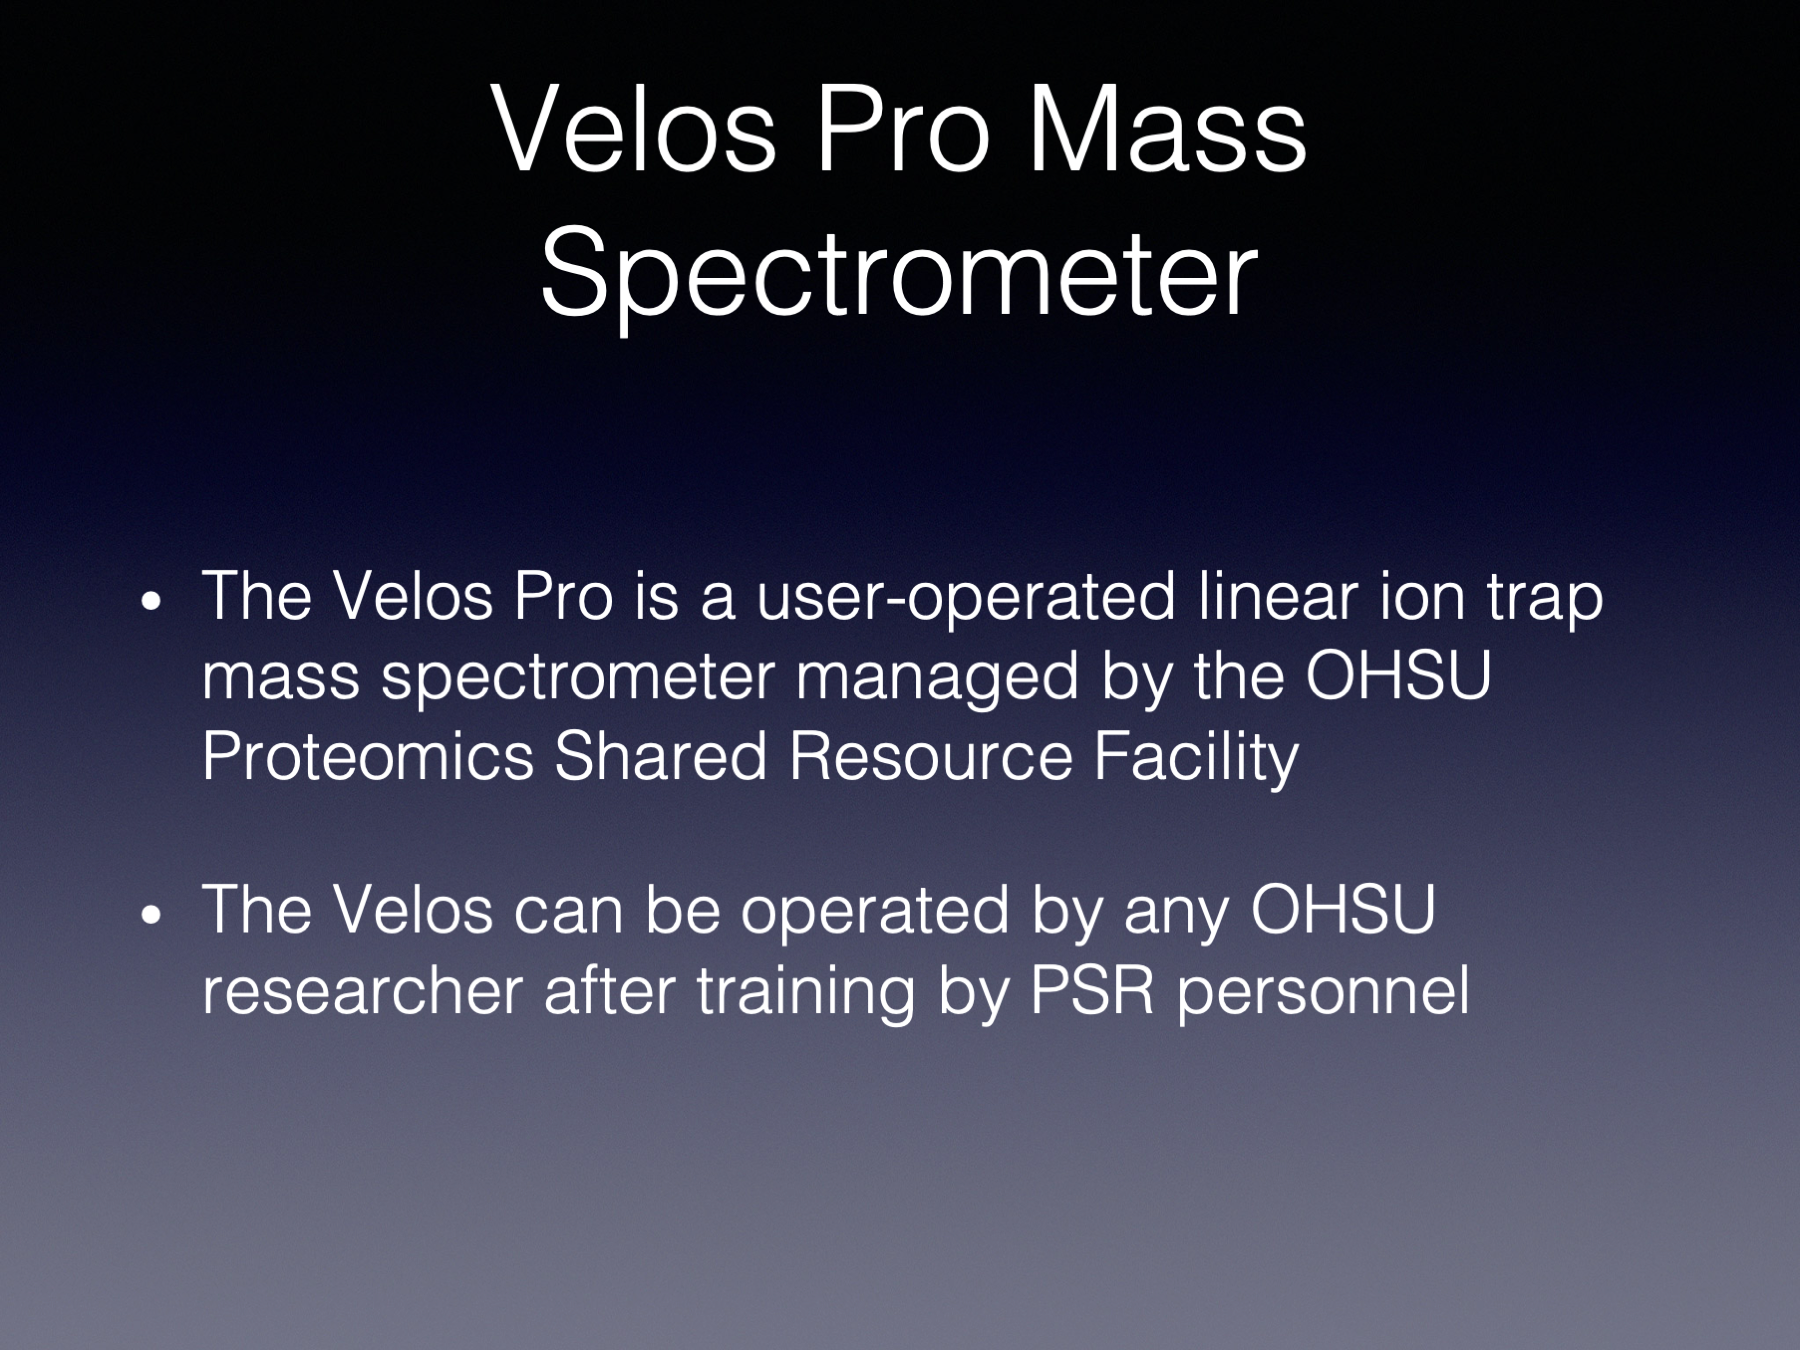 Velos Pro Mass
Spectrometer
• The Velos Pro is a user-operated linear ion trap
mass spectrometer managed by the OHSU
Proteomics Shared Resource Facility
• The Velos can be operated by any OHSU
researcher after training by PSR personnel